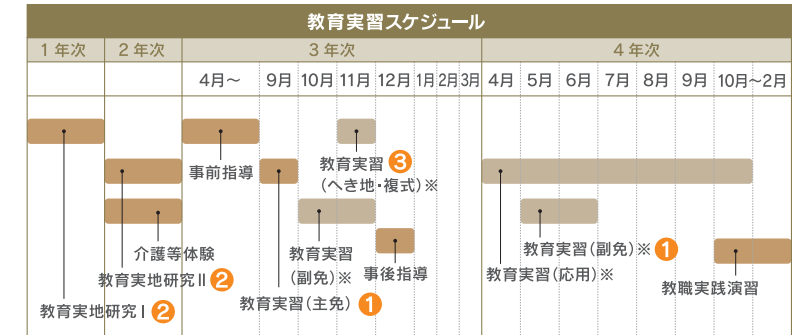 教育実習スケジュール
1年次 2年次 3年次 4年次
4月〜 9月 10月 11月 12月 1月 2月 3月 4月 5月 6月 7月 8月 9月 10月〜2月
事前指導
教育実習 3
(へき地・複式)※
介護等体験
教育実習
(副免)※
教育実習(副免)※ 1
教育実地研究Ⅱ 2
事後指導
教育実習(応用)※
教職実践演習
教育実地研究Ⅰ 2
教育実習(主免) 1